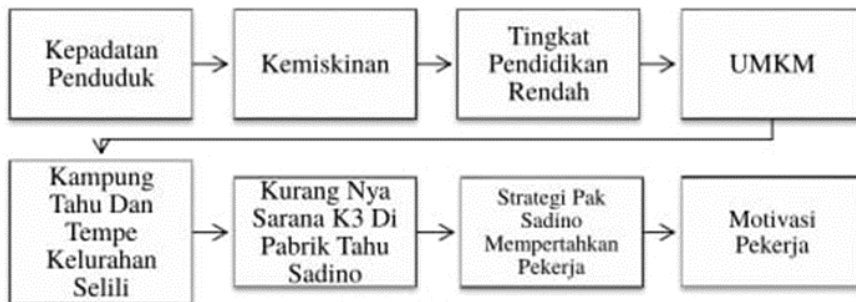 Kepadatan
Penduduk
Kemiskinan
Tingkat
Pendidikan
Rendah
UMKM
Kampung
Tahu Dan
Tempe
Kelurahan
Selili
Kurang Nya
Sarana K3 Di
Pabrik Tahu
Sadino
Strategi Pak
Sadino
Mempertahkan
Pekerja
Motivasi
Pekerja